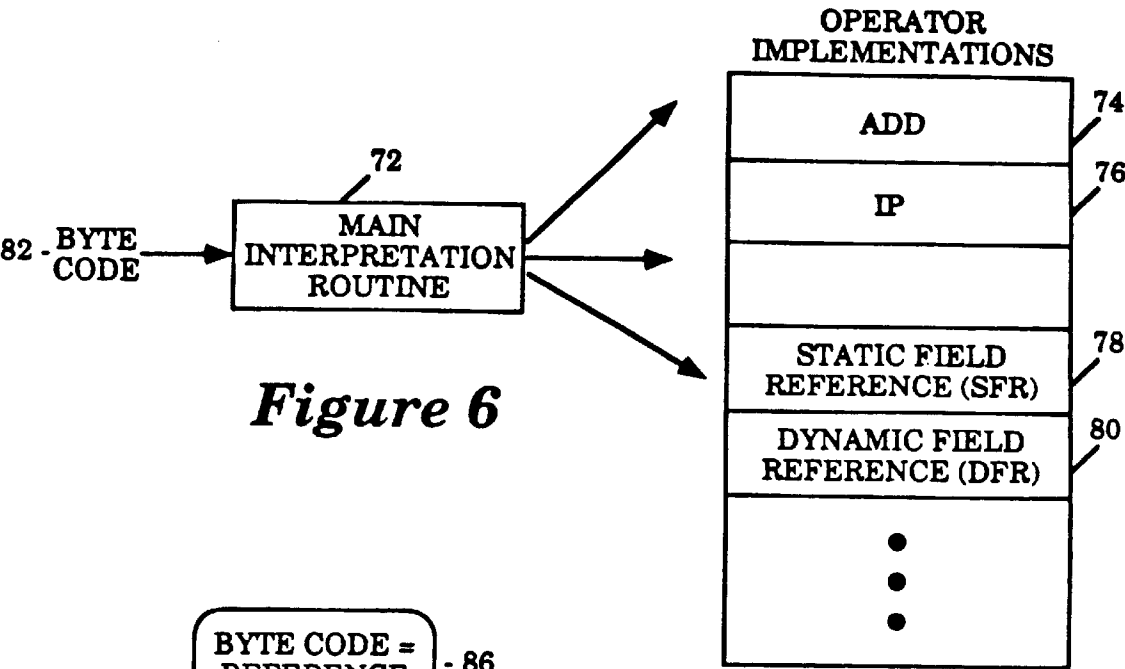 OPERATOR
IMPLEMENTATIONS
ADD
74
IP
76
72
MAIN
INTERPRETATION
ROUTINE
82 - BYTE
CODE
STATIC FIELD
REFERENCE (SFR)
78
DYNAMIC FIELD
REFERENCE (DFR)
80
Figure 6
BYTE CODE =
REFERENCE
- 86